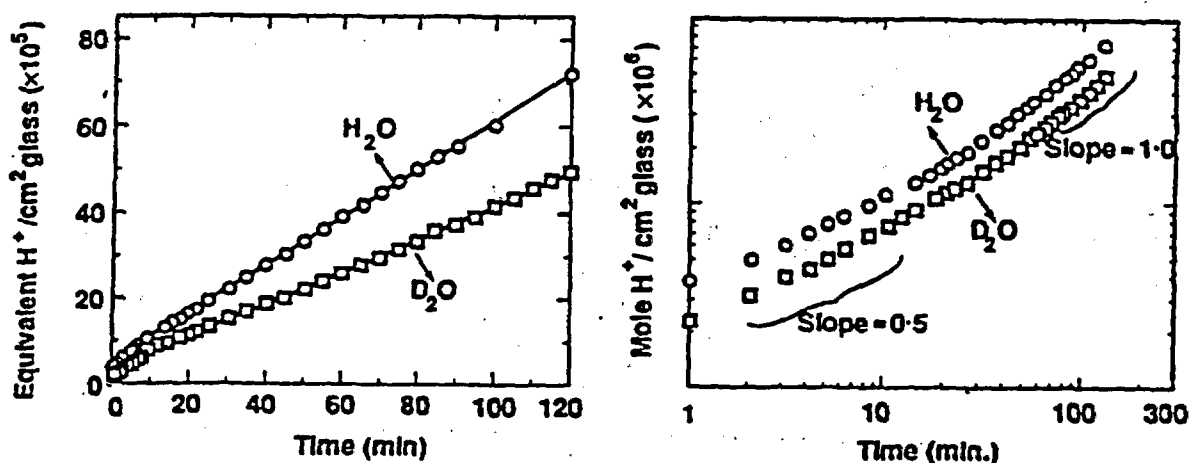 Equivalent H⁺/cm² glass (×10⁵)
80
60
40
20
0
H₂O
D₂O
0 20 40 60 80 100 120
Time (min)
Mole H⁺/cm² glass (×10⁶)
H₂O
D₂O
Slope=1·0
Slope=0·5
1 10 100 300
Time (min.)